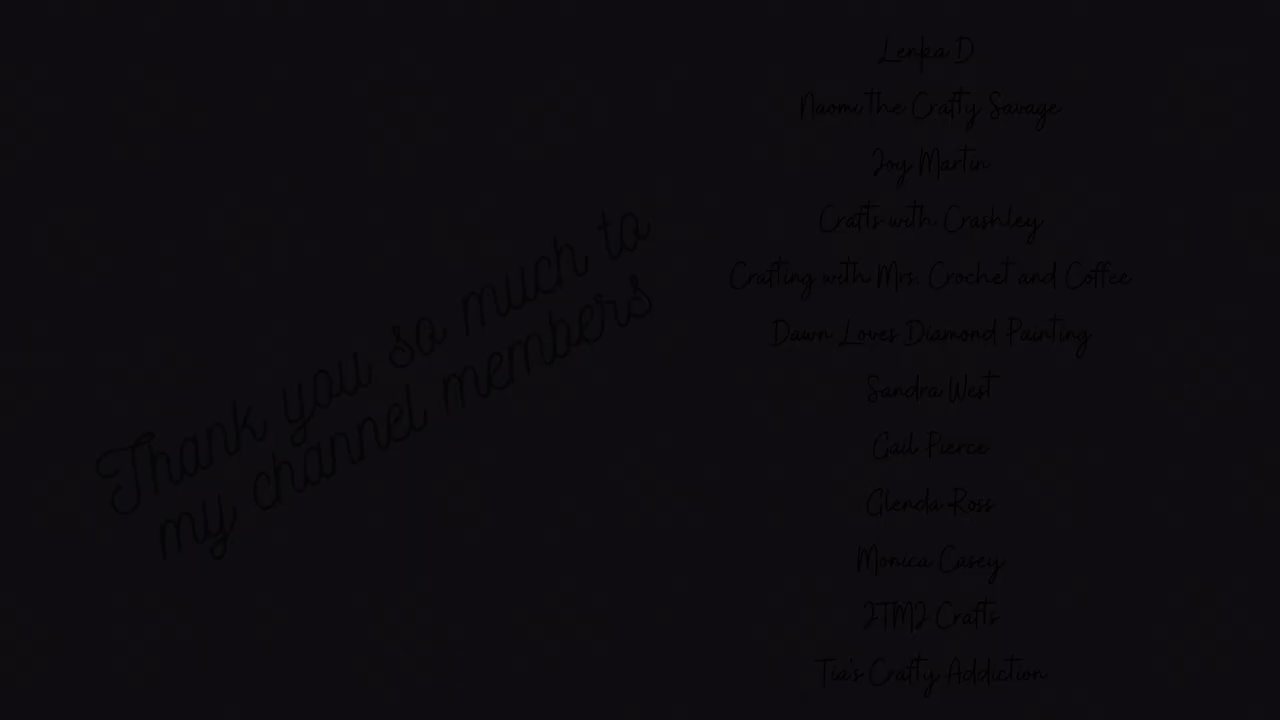 Thank you so much to
my channel members
Lenka D
Naomi the Crafty Savage
Joy Martin
Crafts with Crashley
Crafting with Mrs. Crochet and Coffee
Dawn Loves Diamond Painting
Sandra West
Gail Pierce
Glenda Ross
Monica Casey
JTMJ Crafts
Tia's Crafty Addiction